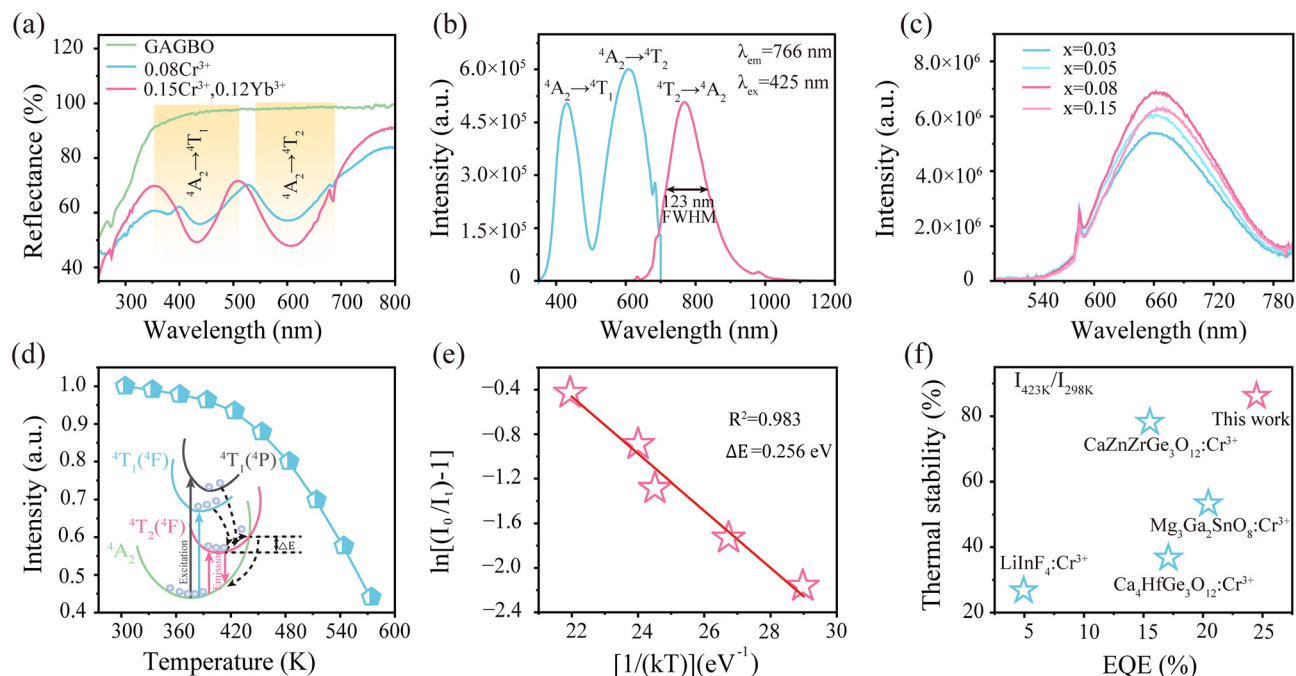 (a)
120
100
80
60
40
Reflectance (%)
GAGBO
0.08Cr³⁺
0.15Cr³⁺,0.12Yb³⁺
⁴A₂→⁴T₁
⁴A₂→⁴T₂
300 400 500 600 700 800
Wavelength (nm)
(b)
6.0×10⁵
4.5×10⁵
3.0×10⁵
1.5×10⁵
0
Intensity (a.u.)
⁴A₂→⁴T₂
⁴A₂→⁴T₁
⁴T₂→⁴A₂
λem=766 nm
λex=425 nm
123 nm
FWHM
400 600 800 1000 1200
Wavelength (nm)
(c)
8.0×10⁶
6.0×10⁶
4.0×10⁶
2.0×10⁶
0
Intensity (a.u.)
x=0.03
x=0.05
x=0.08
x=0.15
540 600 660 720 780
Wavelength (nm)
(d)
1.0
0.9
0.8
0.7
0.6
0.5
0.4
Intensity (a.u.)
⁴T₁(⁴F)
⁴T₁(⁴P)
⁴T₂(⁴F)
⁴A₂
ΔE
Excitation
Emission
300 360 420 480 540 600
Temperature (K)
(e)
−0.4
−0.8
−1.2
−1.6
−2.0
−2.4
ln[(I₀/Iₜ)-1]
R²=0.983
ΔE=0.256 eV
22 24 26 28 30
[1/(kT)](eV⁻¹)
(f)
80
60
40
20
Thermal stability (%)
I₄₂₃K/I₂₉₈K
This work
CaZnZrGe₃O₁₂:Cr³⁺
Mg₃Ga₂SnO₈:Cr³⁺
LiInF₄:Cr³⁺
Ca₄HfGe₃O₁₂:Cr³⁺
5 10 15 20 25
EQE (%)